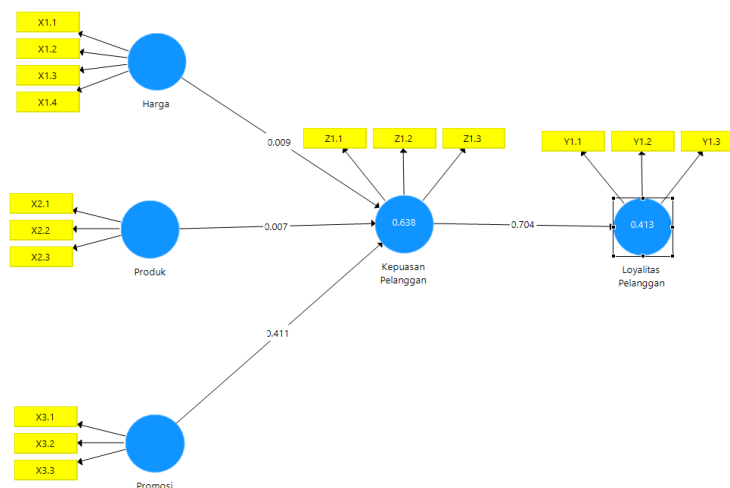 X1.1
X1.2
X1.3
X1.4
Harga
0.009
Z1.1
Z1.2
Z1.3
Y1.1
Y1.2
Y1.3
X2.1
X2.2
X2.3
Produk
0.007
0.638
Kepuasan
Pelanggan
0.704
0.413
Loyalitas
Pelanggan
0.411
X3.1
X3.2
X3.3
Promosi